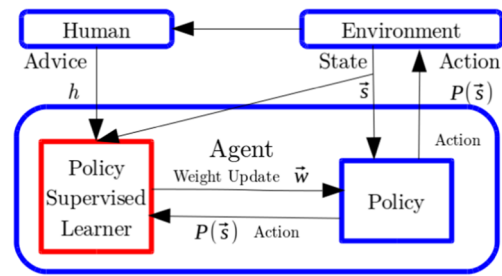 Human
Environment
Advice
h
State
s⃗
Action
P(s⃗)
Action
Agent
Policy
Supervised
Learner
Weight Update w⃗
Policy
P(s⃗) Action